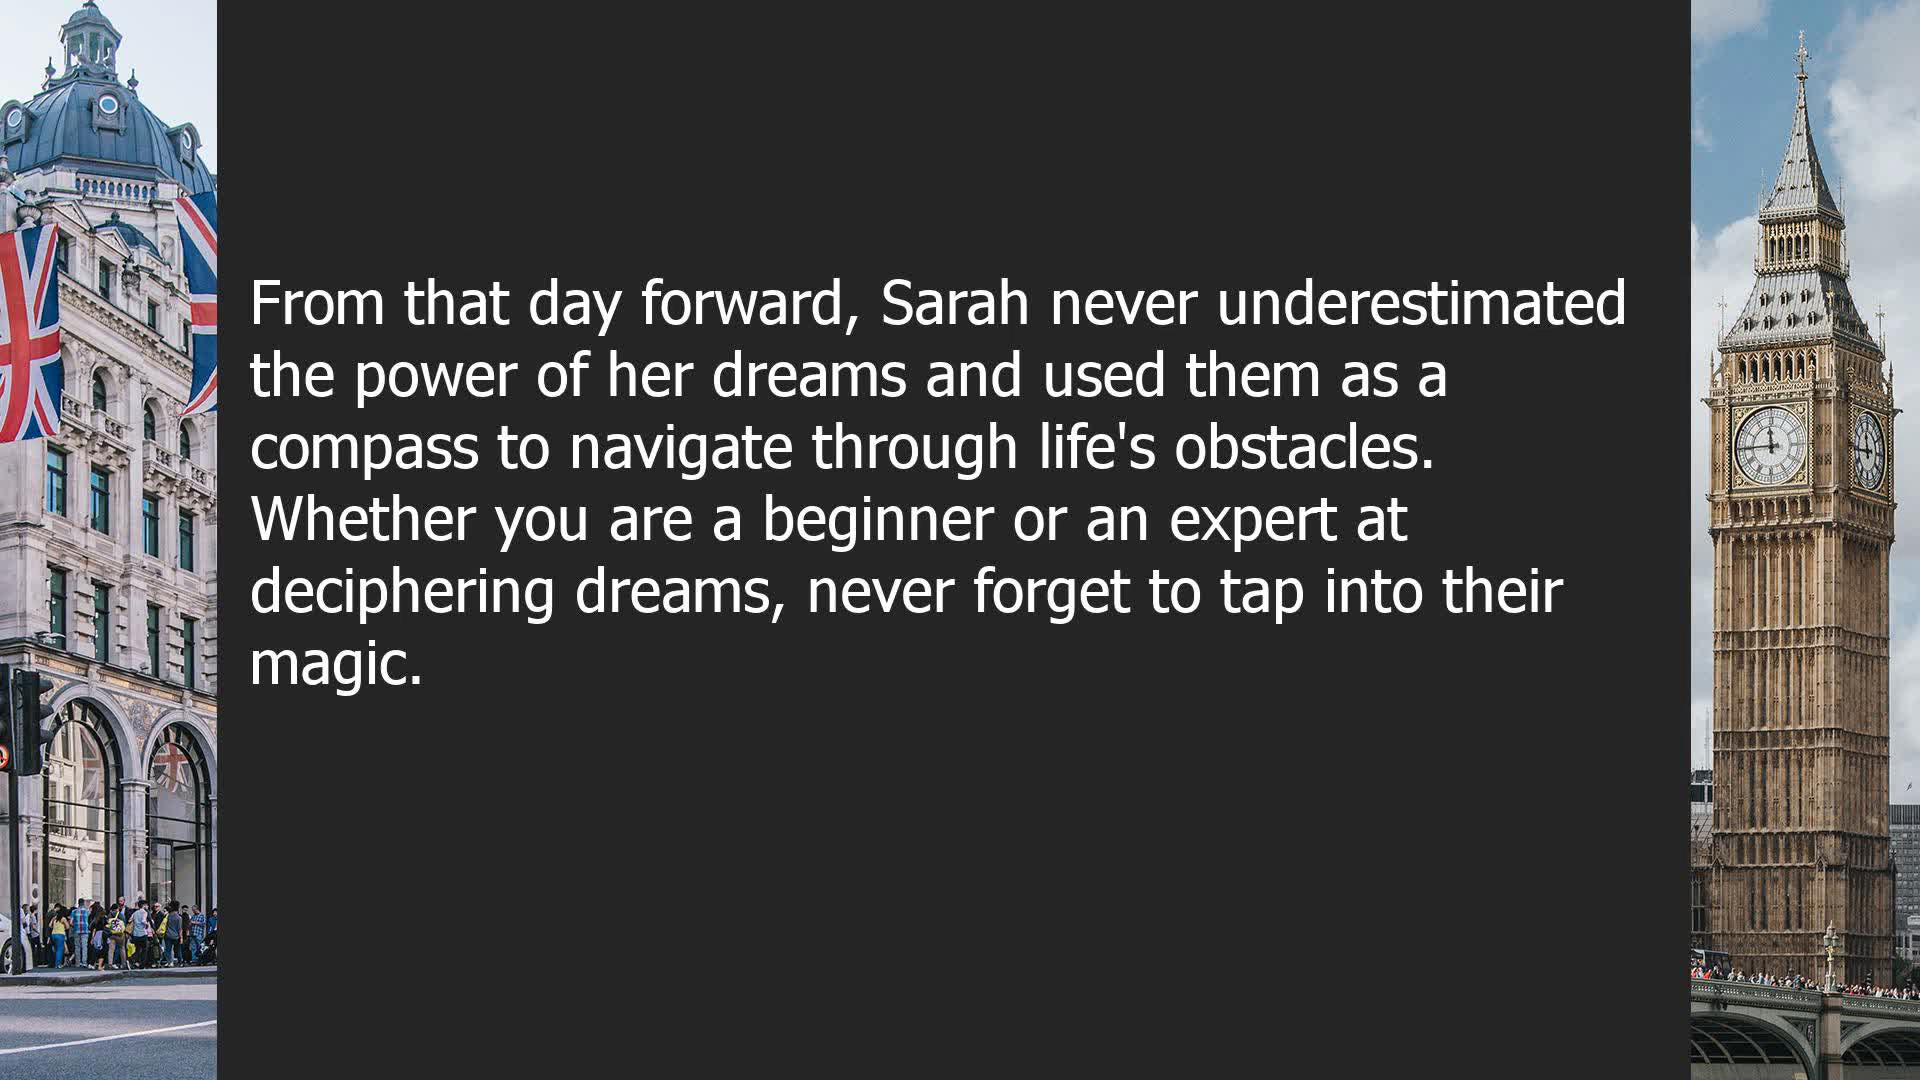 From that day forward, Sarah never underestimated
the power of her dreams and used them as a
compass to navigate through life's obstacles.
Whether you are a beginner or an expert at
deciphering dreams, never forget to tap into their
magic.